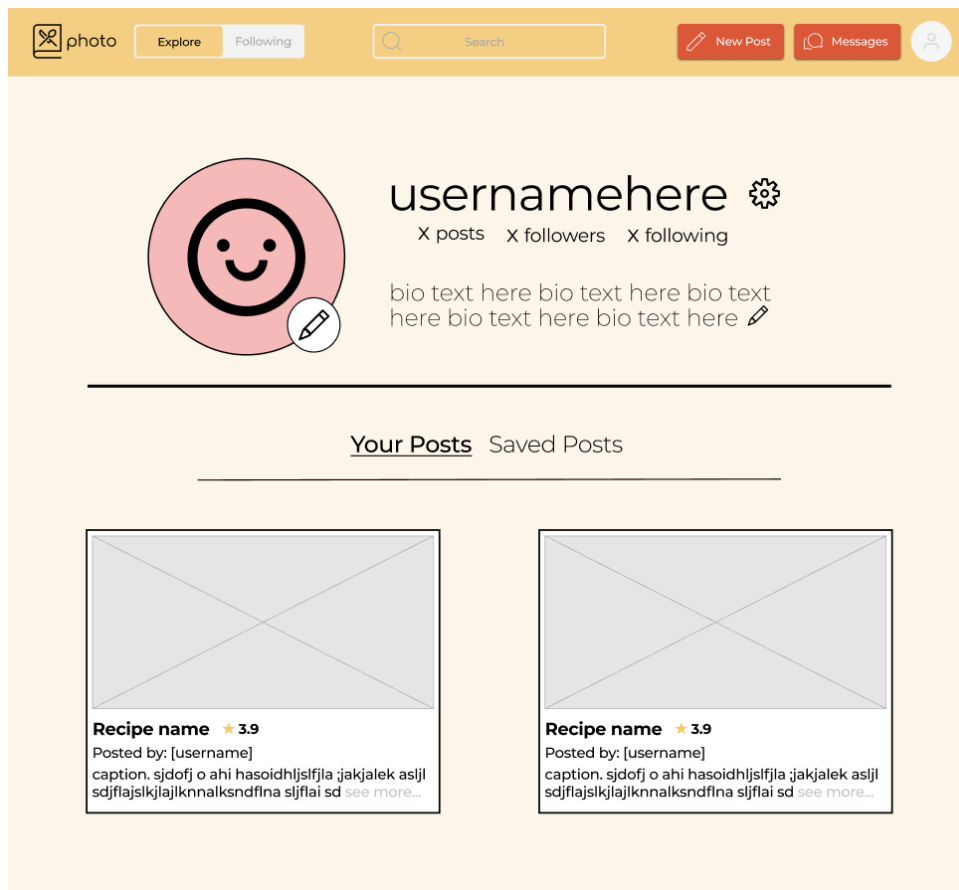 photo
Explore
Following
Search
New Post
Messages
usernamehere
X posts
X followers
X following
bio text here bio text here bio text
here bio text here bio text here
Your Posts
Saved Posts
Recipe name
3.9
Posted by: [username]
caption. sjdofj o ahi hasoidhljslfjla ;jakjalek asljl
sdjflajslkjlajlknnalksndflna sljflai sd see more...
Recipe name
3.9
Posted by: [username]
caption. sjdofj o ahi hasoidhljslfjla ;jakjalek asljl
sdjflajslkjlajlknnalksndflna sljflai sd see more...